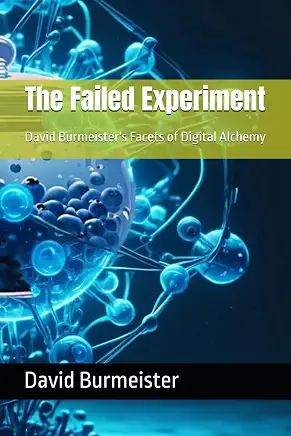 The Failed Experiment
David Burmeister's Facets of Digital Alchemy
David Burmeister